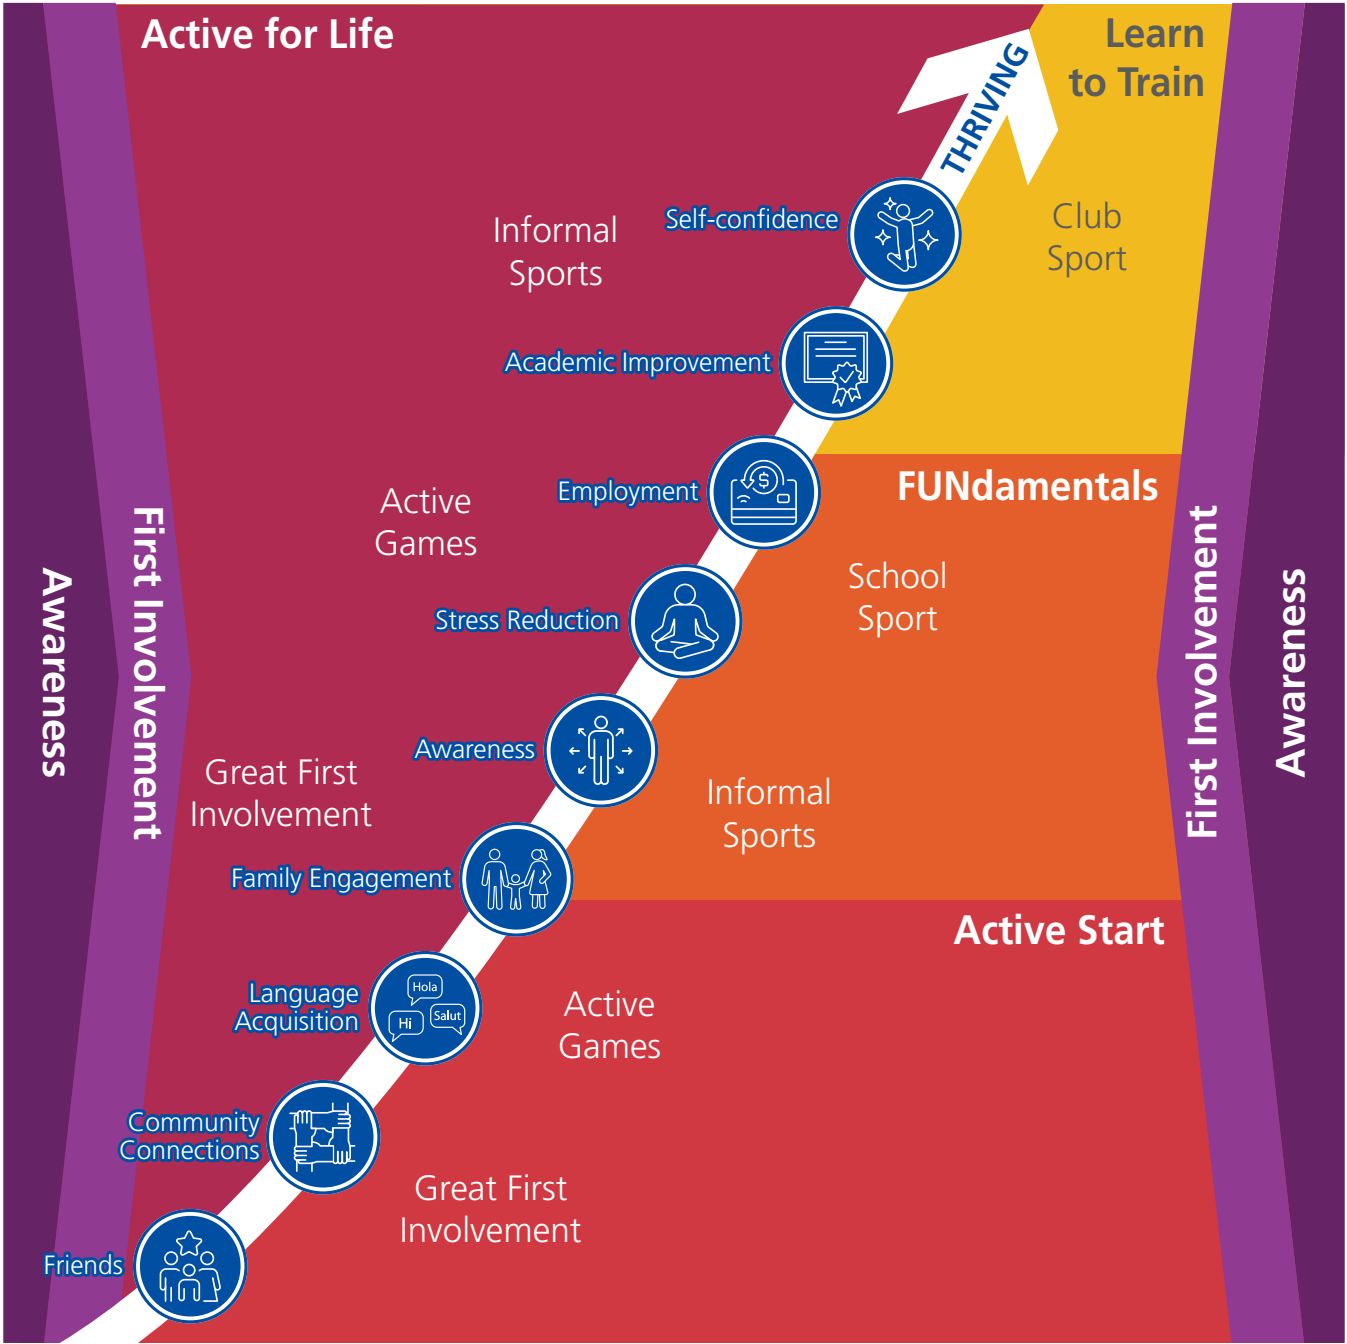 Active for Life
Learn
to Train
THRIVING
Self-confidence
Informal
Sports
Club
Sport
Academic Improvement
Employment
FUNdamentals
Active
Games
School
Sport
Stress Reduction
Awareness
First Involvement
First Involvement
Awareness
Awareness
Great First
Involvement
Informal
Sports
Family Engagement
Active Start
Language
Acquisition
Hola
Hi
Salut
Active
Games
Community
Connections
Great First
Involvement
Friends